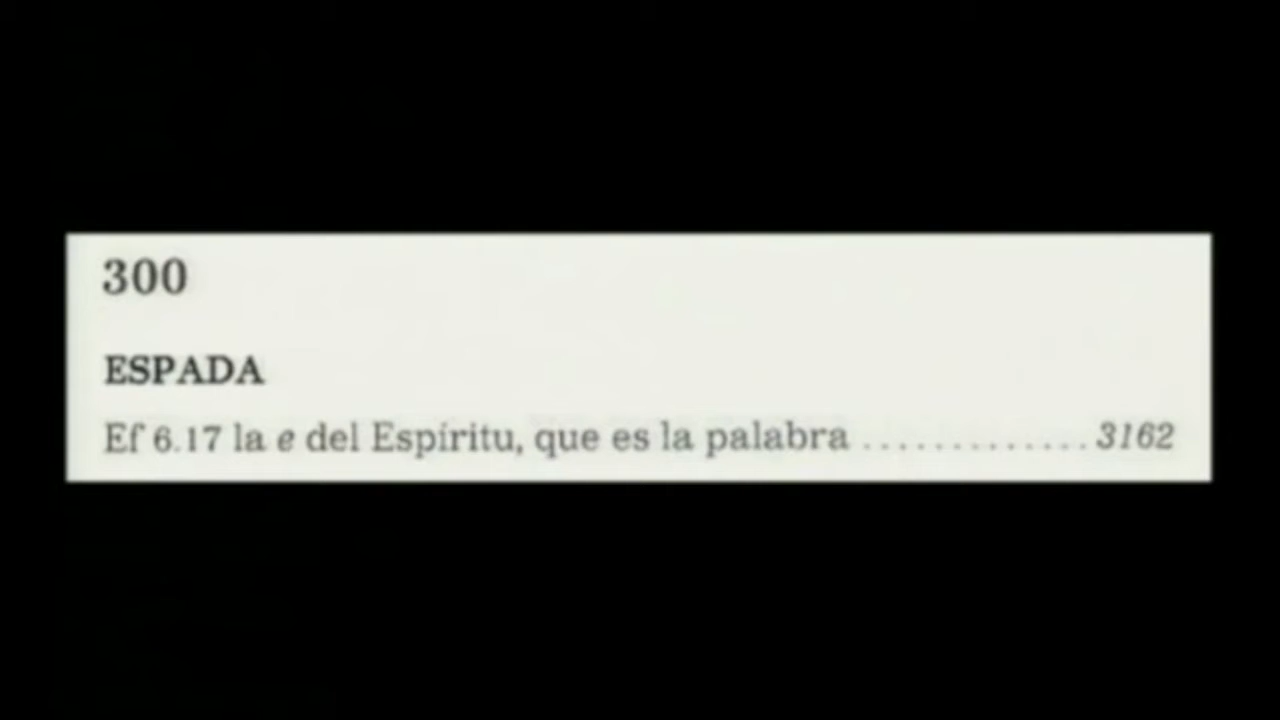 300
ESPADA
Ef 6.17 la e del Espíritu, que es la palabra ............. 3162